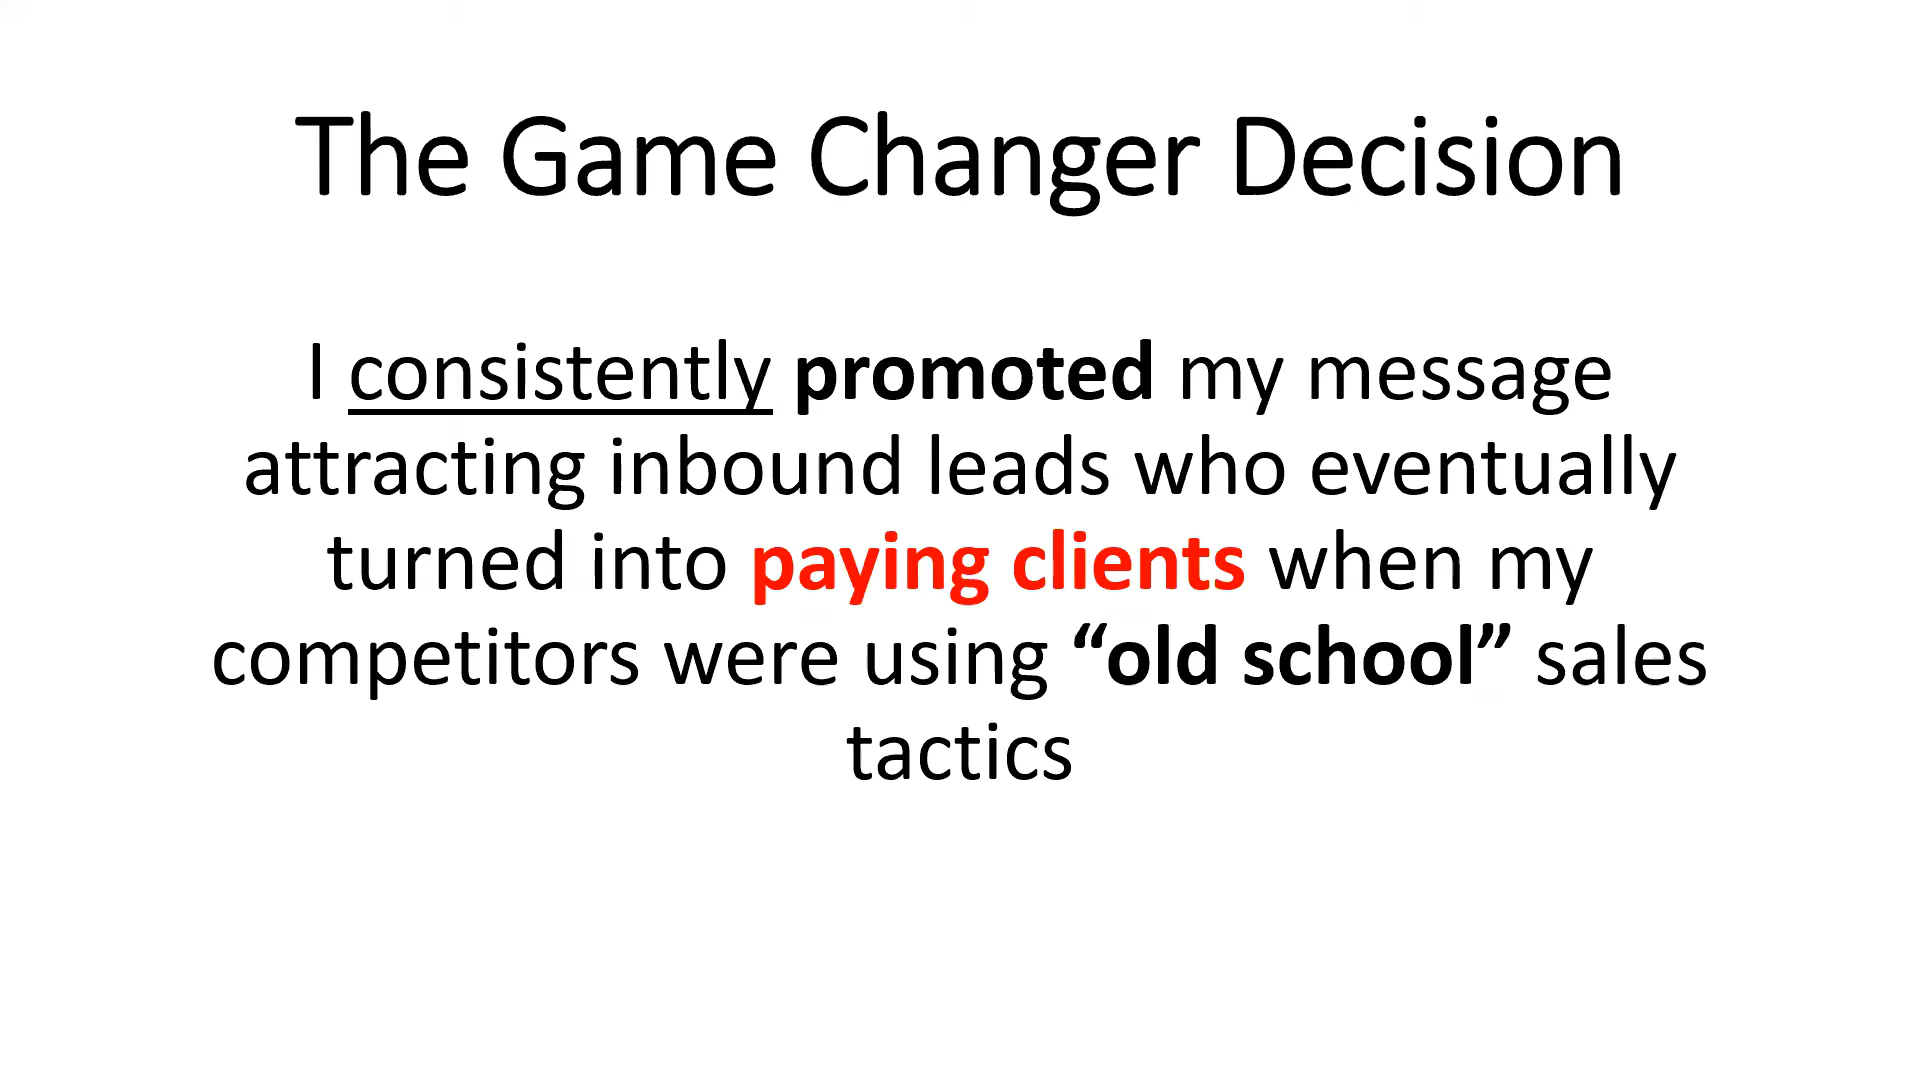 The Game Changer Decision
I consistently promoted my message
attracting inbound leads who eventually
turned into paying clients when my
competitors were using “old school” sales
tactics